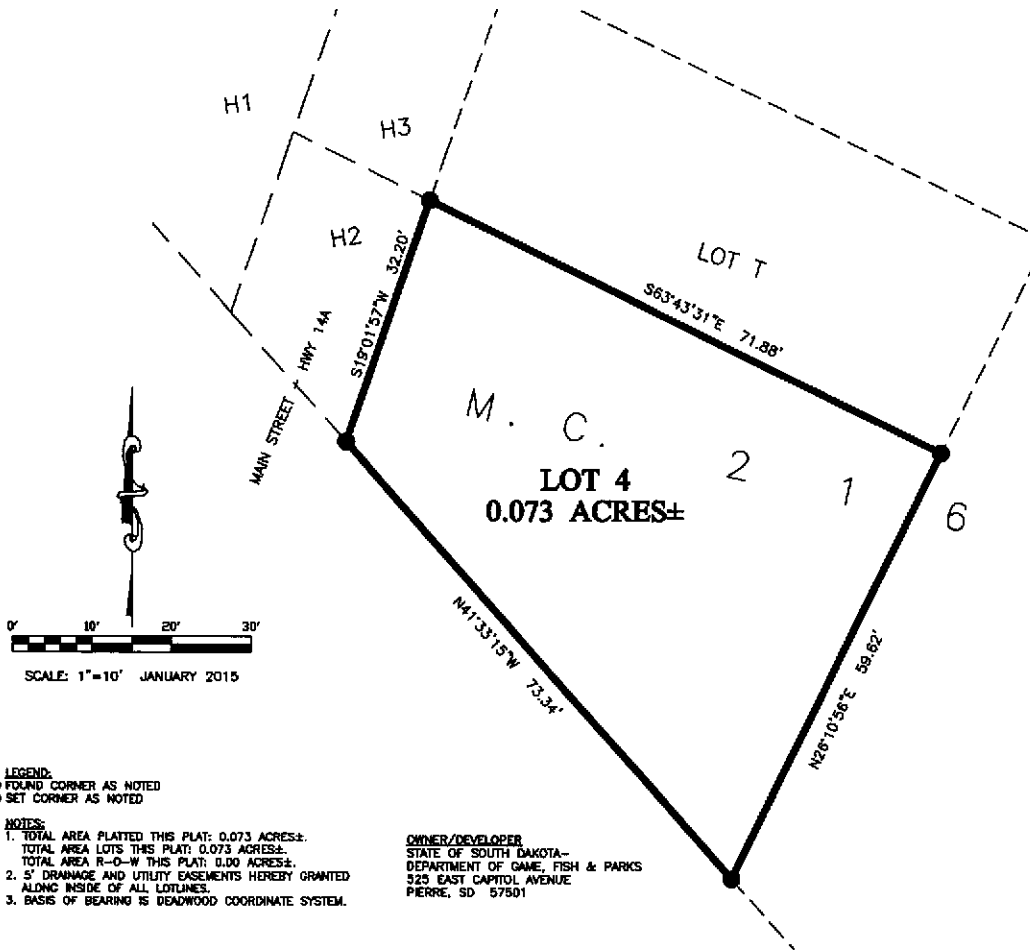 H1
H3
H2
LOT T
S63°43'31"E 71.88'
S19°01'57"W 32.20'
MAIN STREET - HWY 14A
M. C. 2 1 6
LOT 4
0.073 ACRES±
N41°33'15"W 73.34'
N26°10'56"E 59.62'
0' 10' 20' 30'
SCALE: 1"=10' JANUARY 2015
LEGEND:
FOUND CORNER AS NOTED
SET CORNER AS NOTED
NOTES:
1. TOTAL AREA PLATTED THIS PLAT: 0.073 ACRES±.
TOTAL AREA LOTS THIS PLAT: 0.073 ACRES±.
TOTAL AREA R-O-W THIS PLAT: 0.00 ACRES±.
2. 5' DRAINAGE AND UTILITY EASEMENTS HEREBY GRANTED
ALONG INSIDE OF ALL LOTLINES.
3. BASIS OF BEARING IS DEADWOOD COORDINATE SYSTEM.
OWNER/DEVELOPER
STATE OF SOUTH DAKOTA-
DEPARTMENT OF GAME, FISH & PARKS
525 EAST CAPITOL AVENUE
PIERRE, SD 57501